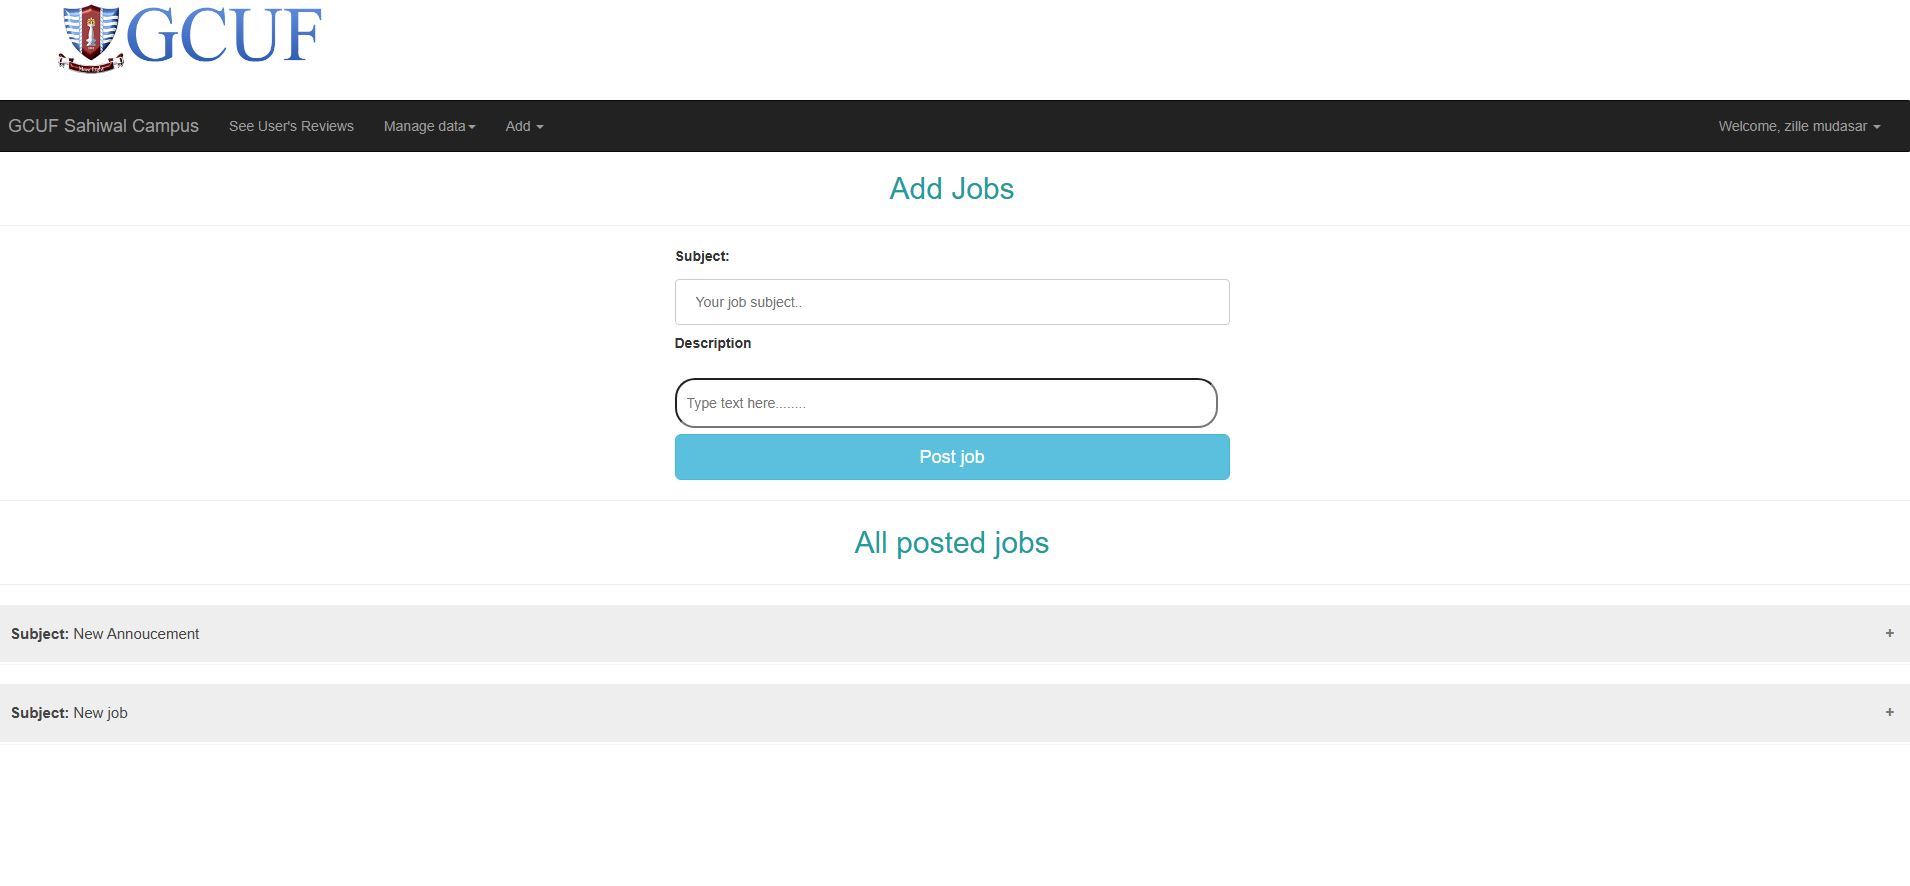 GCUF
GCUF Sahiwal Campus See User's Reviews Manage data Add Welcome, zille mudasar
Add Jobs
Subject:
Your job subject..
Description
Type text here........
Post job
All posted jobs
Subject: New Annoucement +
Subject: New job +